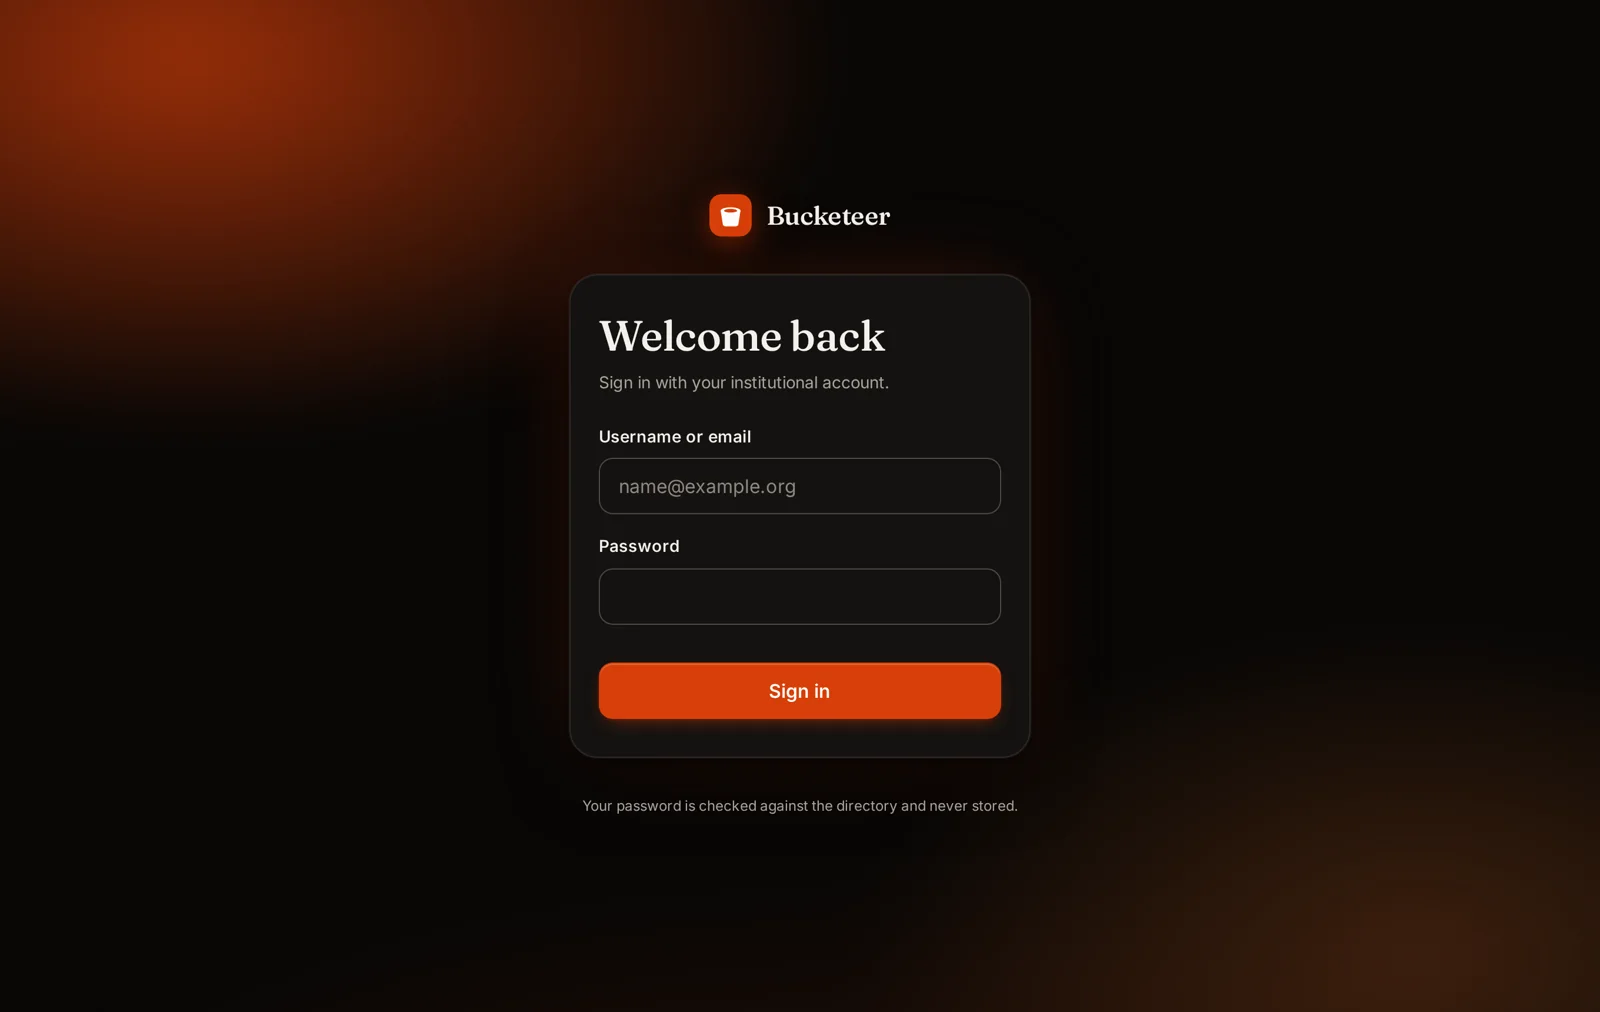 Bucketeer
Welcome back
Sign in with your institutional account.
Username or email
name@example.org
Password
Sign in
Your password is checked against the directory and never stored.